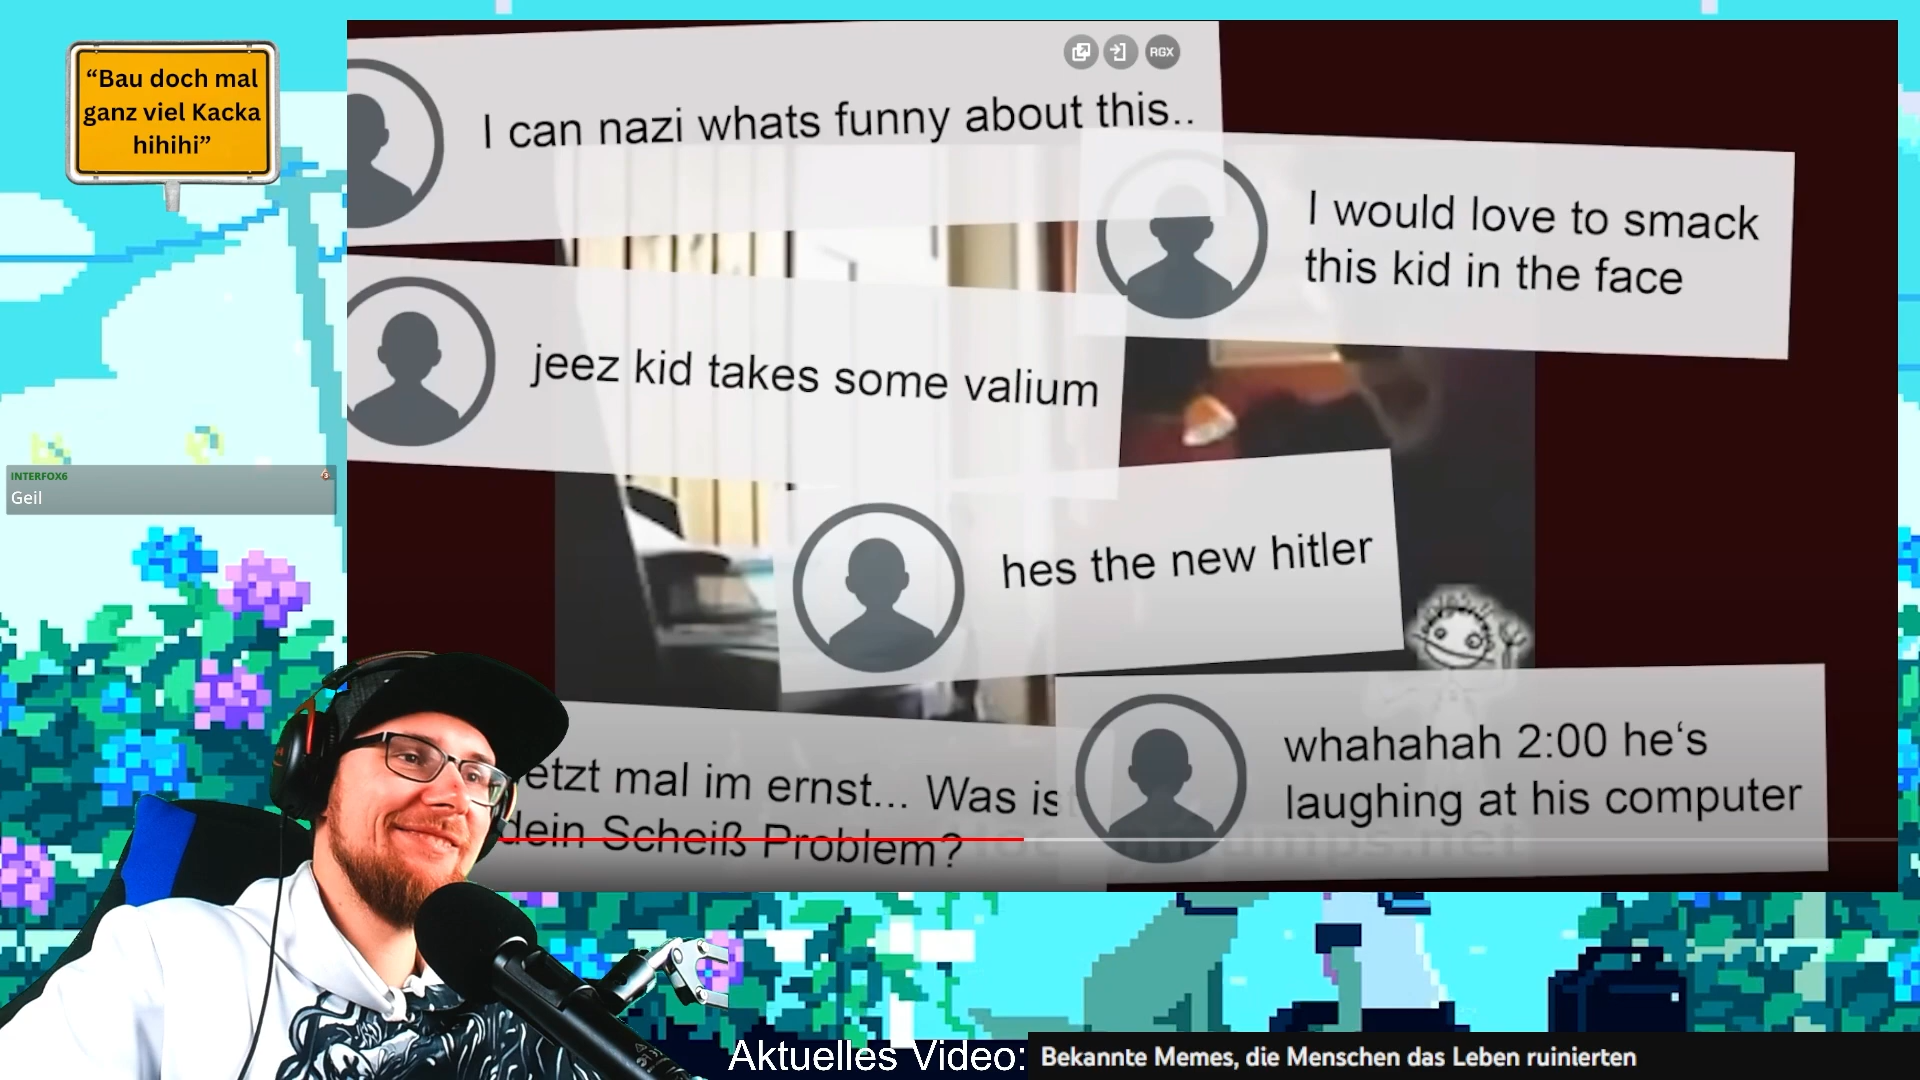 “Bau doch mal
ganz viel Kacka
hihihi”
RGX
I can nazi whats funny about this..
I would love to smack
this kid in the face
jeez kid takes some valium
INTERFOX6
Geil
hes the new hitler
etzt mal im ernst... Was is
dein Scheiß Problem?
whahahah 2:00 he‘s
laughing at his computer
Aktuelles Video:
Bekannte Memes, die Menschen das Leben ruinierten